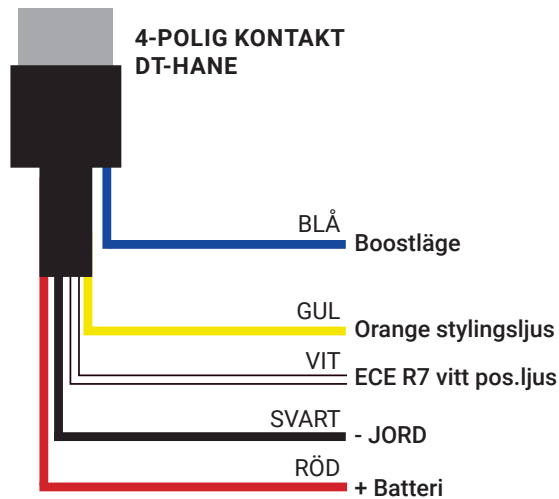 4-POLIG KONTAKT
DT-HANE
BLÅ
Boostläge
GUL
Orange stylingsljus
VIT
ECE R7 vitt pos.ljus
SVART
- JORD
RÖD
+ Batteri